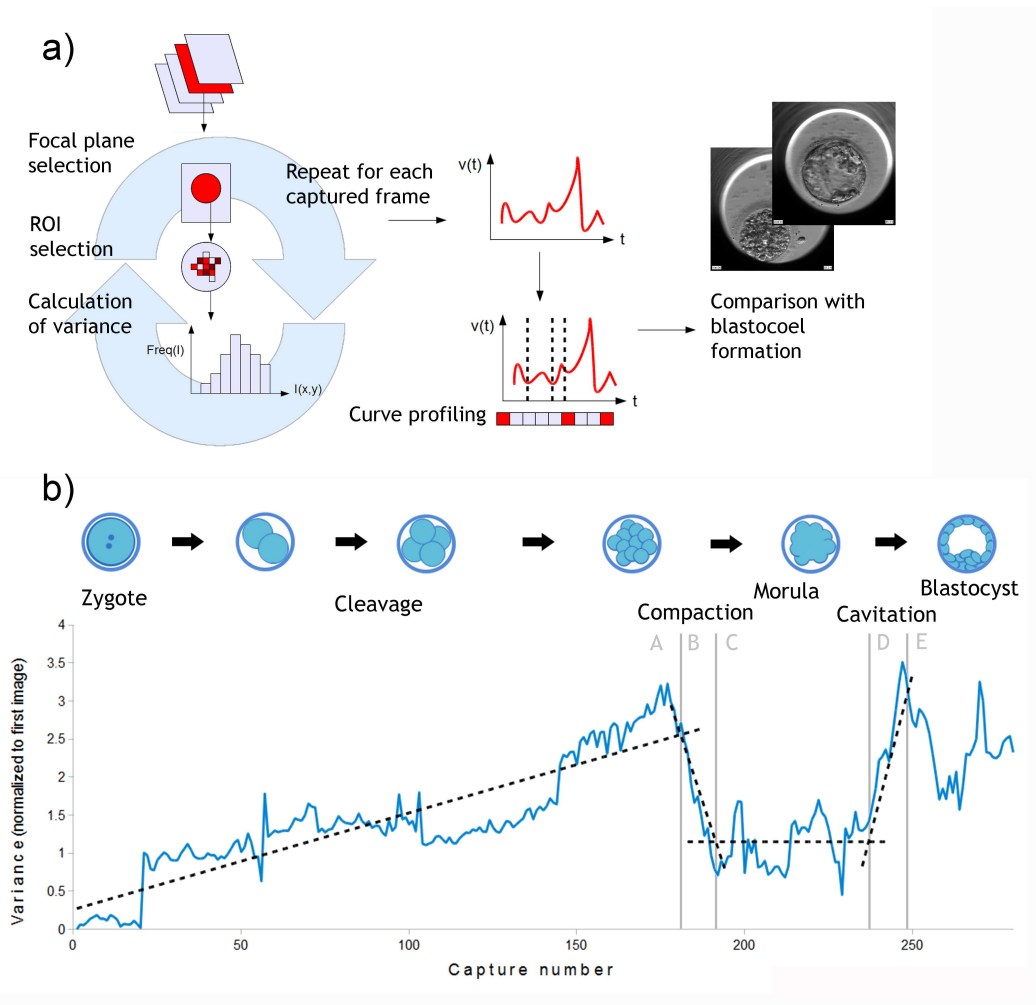 a)
Focal plane
selection
ROI
selection
Calculation
of variance
Freq(I)
I(x,y)
Repeat for each
captured frame
v(t)
t
v(t)
t
Curve profiling
Comparison with
blastocoel
formation
b)
Zygote
Cleavage
Compaction
Morula
Cavitation
Blastocyst
A B C D E
Variance (normalized to first image)
4
3.5
3
2.5
2
1.5
1
0.5
0
0 50 100 150 200 250
Capture number